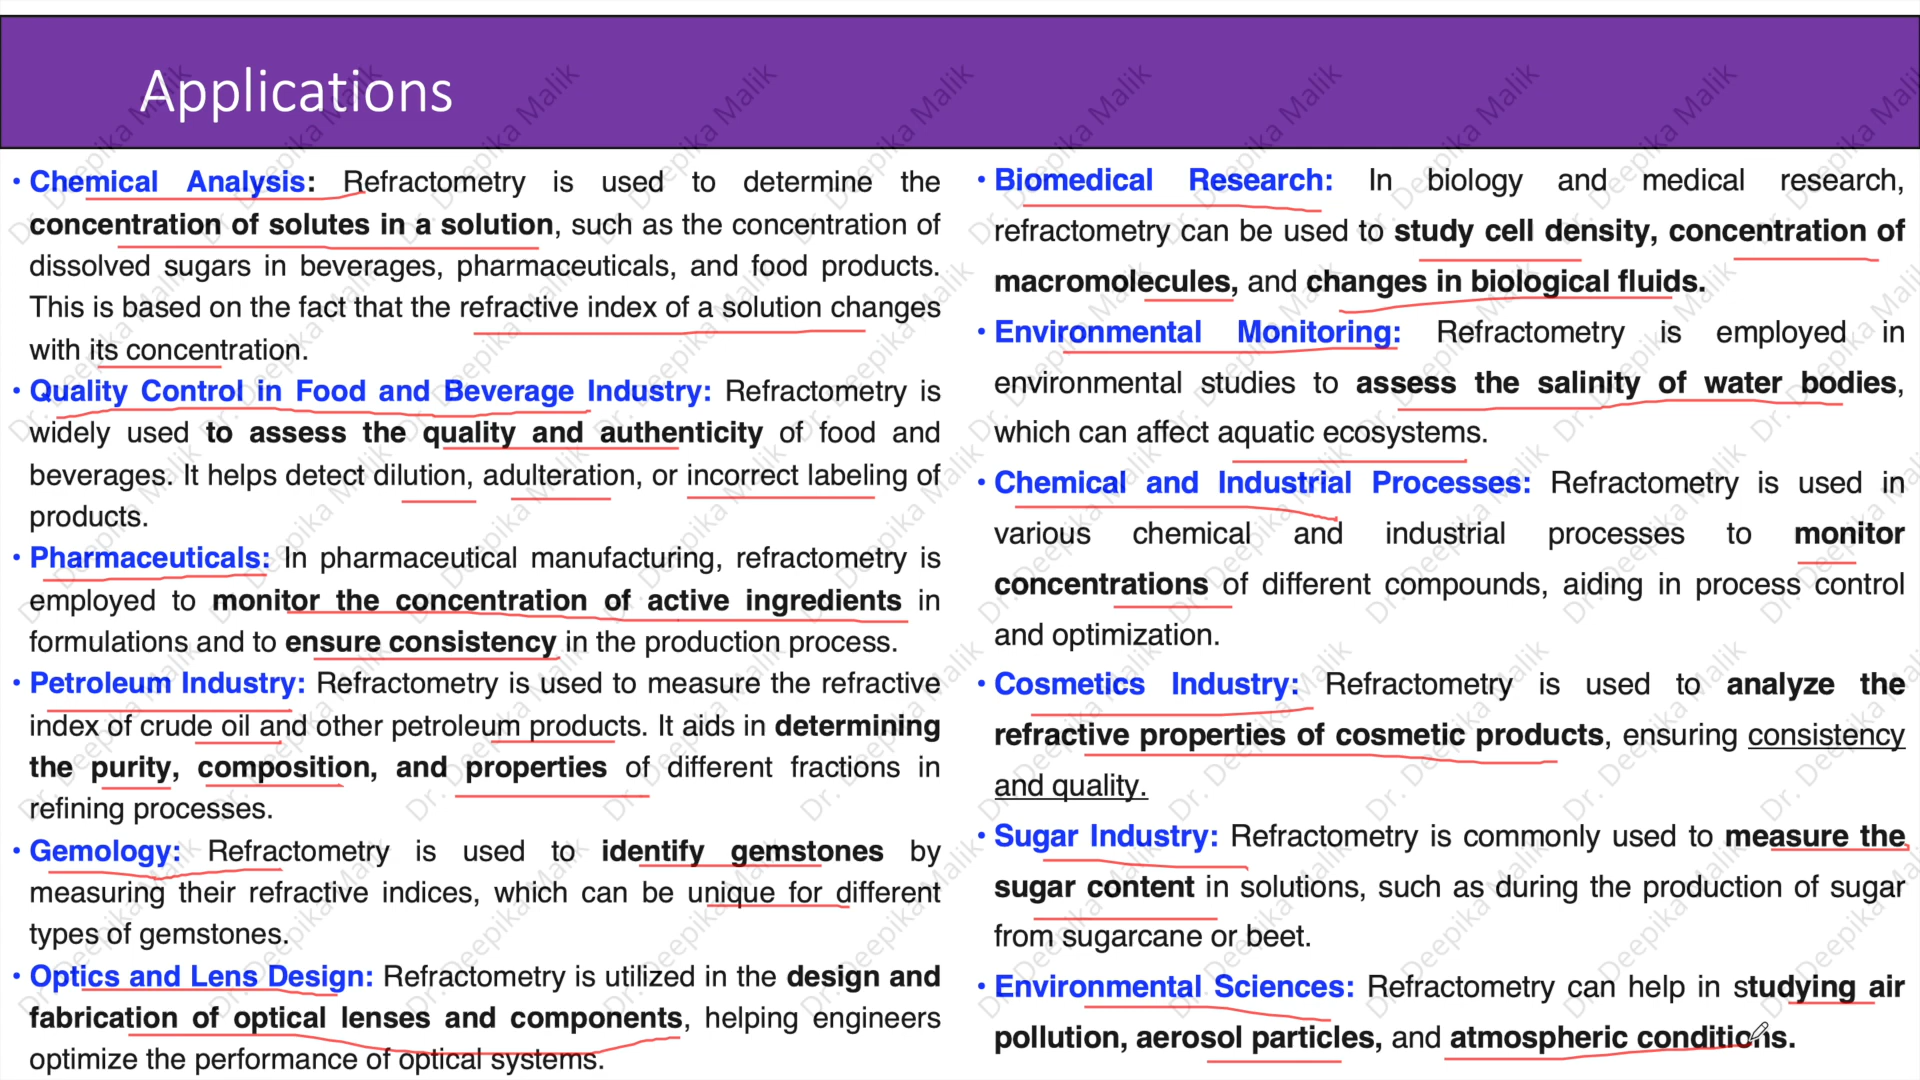 Applications
• Chemical Analysis: Refractometry is used to determine the
concentration of solutes in a solution, such as the concentration of
dissolved sugars in beverages, pharmaceuticals, and food products.
This is based on the fact that the refractive index of a solution changes
with its concentration.
• Quality Control in Food and Beverage Industry: Refractometry is
widely used to assess the quality and authenticity of food and
beverages. It helps detect dilution, adulteration, or incorrect labeling of
products.
• Pharmaceuticals: In pharmaceutical manufacturing, refractometry is
employed to monitor the concentration of active ingredients in
formulations and to ensure consistency in the production process.
• Petroleum Industry: Refractometry is used to measure the refractive
index of crude oil and other petroleum products. It aids in determining
the purity, composition, and properties of different fractions in
refining processes.
• Gemology: Refractometry is used to identify gemstones by
measuring their refractive indices, which can be unique for different
types of gemstones.
• Optics and Lens Design: Refractometry is utilized in the design and
fabrication of optical lenses and components, helping engineers
optimize the performance of optical systems.
• Biomedical Research: In biology and medical research,
refractometry can be used to study cell density, concentration of
macromolecules, and changes in biological fluids.
• Environmental Monitoring: Refractometry is employed in
environmental studies to assess the salinity of water bodies,
which can affect aquatic ecosystems.
• Chemical and Industrial Processes: Refractometry is used in
various chemical and industrial processes to monitor
concentrations of different compounds, aiding in process control
and optimization.
• Cosmetics Industry: Refractometry is used to analyze the
refractive properties of cosmetic products, ensuring consistency
and quality.
• Sugar Industry: Refractometry is commonly used to measure the
sugar content in solutions, such as during the production of sugar
from sugarcane or beet.
• Environmental Sciences: Refractometry can help in studying air
pollution, aerosol particles, and atmospheric conditions.
Dr. Deepika Malik